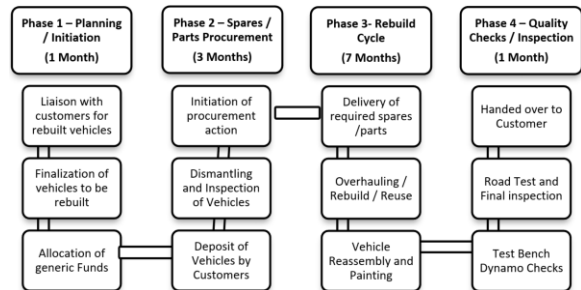 Phase 1 – Planning
/ Initiation
(1 Month)
Liaison with
customers for
rebuilt vehicles
Finalization of
vehicles to be
rebuilt
Allocation of
generic Funds
Phase 2 – Spares /
Parts Procurement
(3 Months)
Initiation of
procurement
action
Dismantling
and Inspection
of Vehicles
Deposit of
Vehicles by
Customers
Phase 3- Rebuild
Cycle
(7 Months)
Delivery of
required spares
/parts
Overhauling /
Rebuild / Reuse
Vehicle
Reassembly and
Painting
Phase 4 – Quality
Checks / Inspection
(1 Month)
Handed over to
Customer
Road Test and
Final inspection
Test Bench
Dynamo Checks